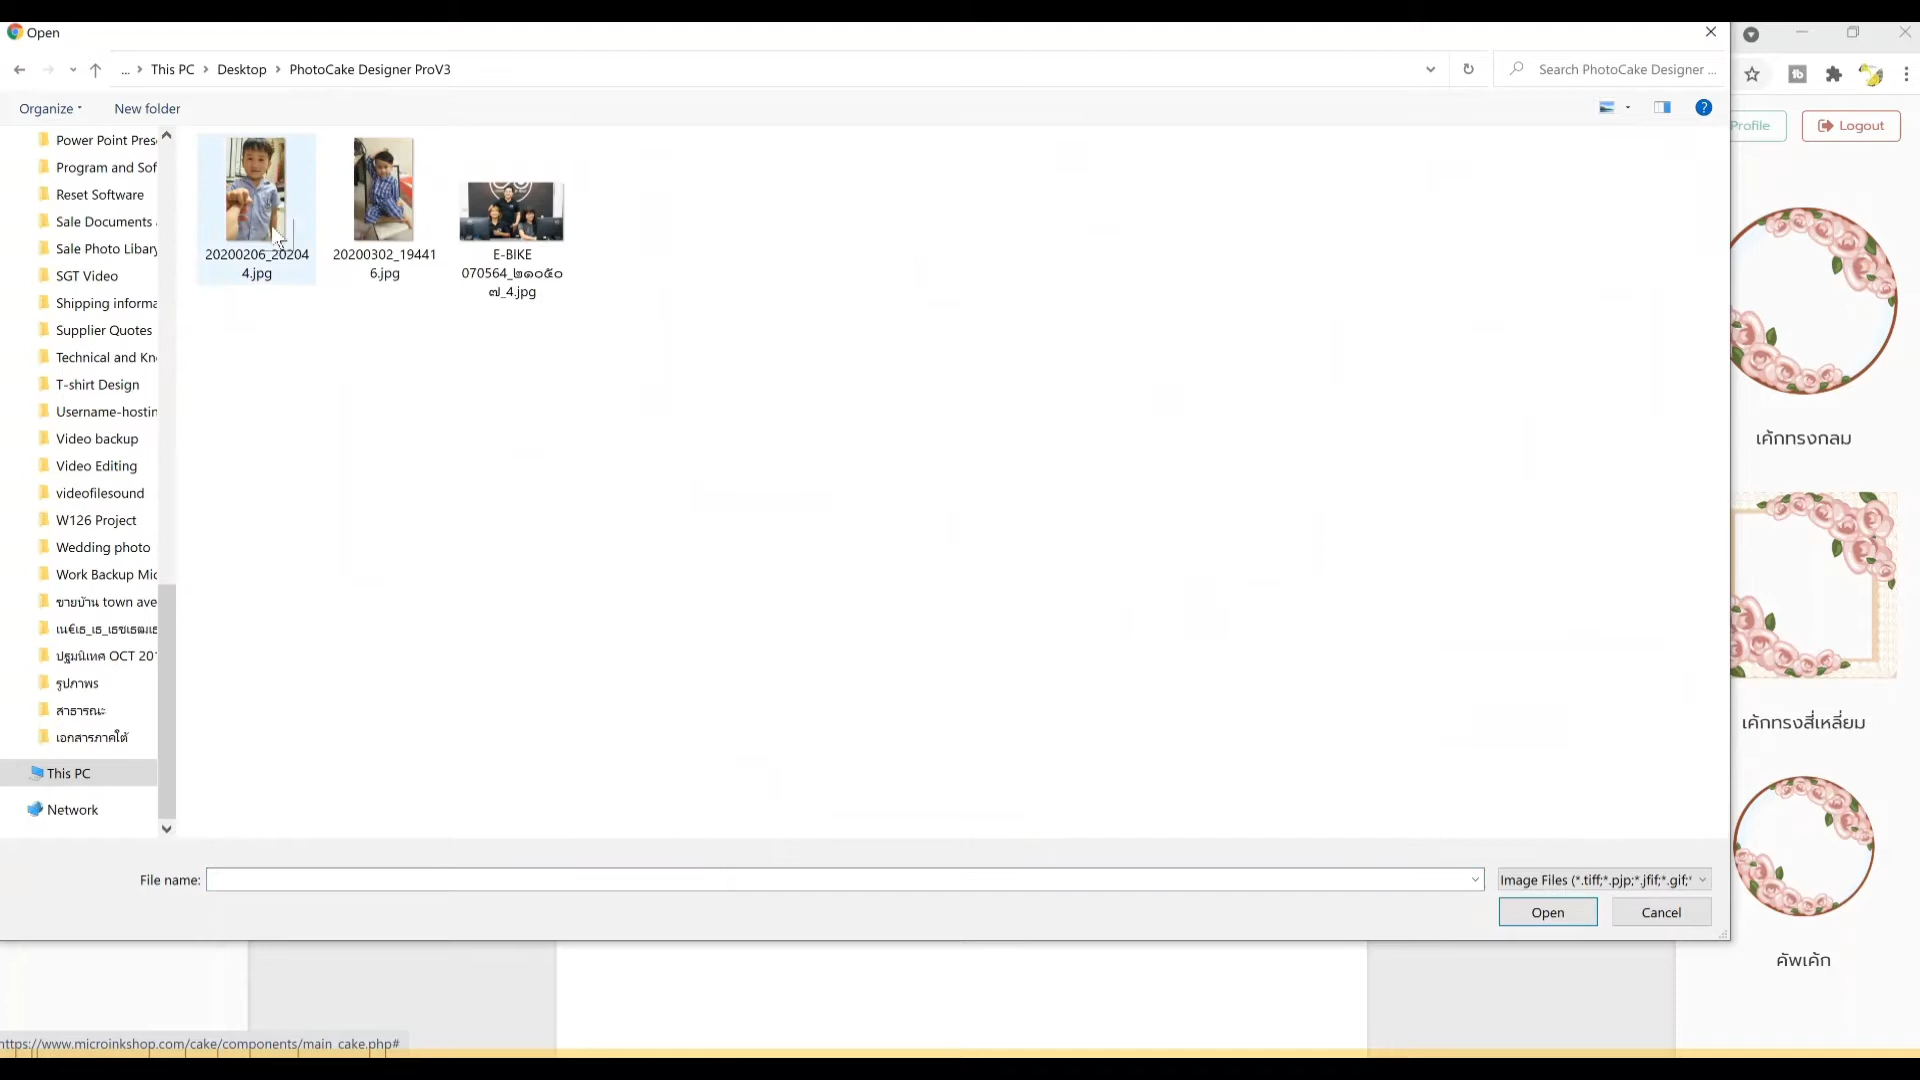 Open
... > This PC > Desktop > PhotoCake Designer ProV3
Search PhotoCake Designer ...
Organize
New folder
Profile
Logout
Power Point Pres
Program and Sof
Reset Software
Sale Documents
Sale Photo Libary
SGT Video
Shipping informa
Supplier Quotes
Technical and Kn
T-shirt Design
Username-hostin
Video backup
Video Editing
videofilesound
W126 Project
Wedding photo
Work Backup Mic
ขายบ้าน town ave
ปฐมนิเทศ OCT 201
รูปภาพร
สาธารณะ
เอกสารภาคใต้
This PC
Network
20200206_20204
4.jpg
20200302_19441
6.jpg
E-BIKE
070564_๒๑๐๕๐
๗_4.jpg
เค้กทรงกลม
เค้กทรงสี่เหลี่ยม
คัพเค้ก
File name:
Image Files (*.tiff;*.pjp;*.jfif;*.gif;*
Open
Cancel
https://www.microinkshop.com/cake/components/main_cake.php#